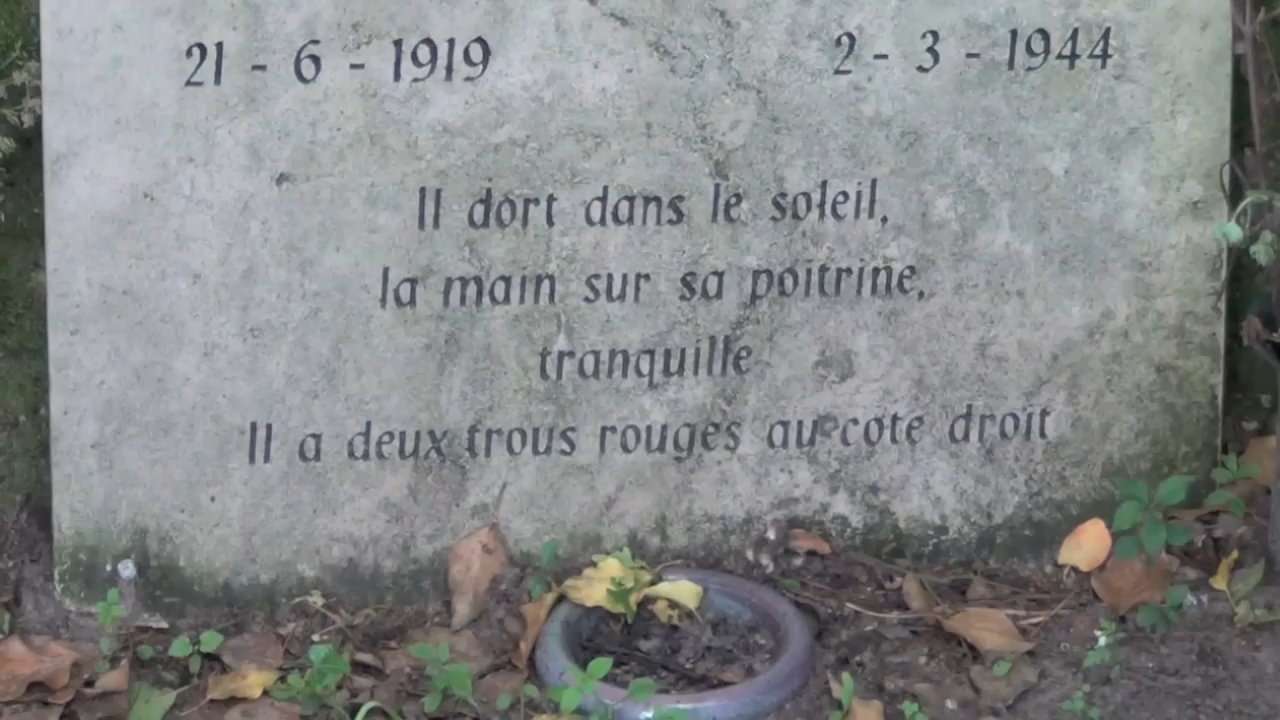 21 - 6 - 1919 2 - 3 - 1944
Il dort dans le soleil,
la main sur sa poitrine,
tranquille
Il a deux trous rouges au cote droit